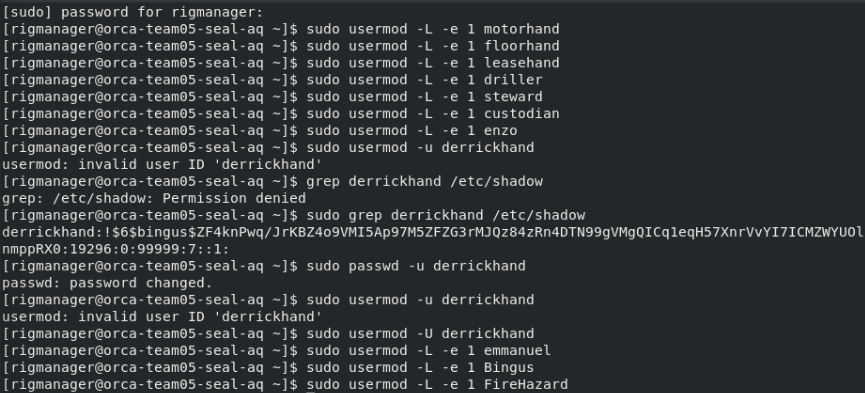 [sudo] password for rigmanager:
[rigmanager@orca-team05-seal-aq ~]$ sudo usermod -L -e 1 motorhand
[rigmanager@orca-team05-seal-aq ~]$ sudo usermod -L -e 1 floorhand
[rigmanager@orca-team05-seal-aq ~]$ sudo usermod -L -e 1 leasehand
[rigmanager@orca-team05-seal-aq ~]$ sudo usermod -L -e 1 driller
[rigmanager@orca-team05-seal-aq ~]$ sudo usermod -L -e 1 steward
[rigmanager@orca-team05-seal-aq ~]$ sudo usermod -L -e 1 custodian
[rigmanager@orca-team05-seal-aq ~]$ sudo usermod -L -e 1 enzo
[rigmanager@orca-team05-seal-aq ~]$ sudo usermod -u derrickhand
usermod: invalid user ID 'derrickhand'
[rigmanager@orca-team05-seal-aq ~]$ grep derrickhand /etc/shadow
grep: /etc/shadow: Permission denied
[rigmanager@orca-team05-seal-aq ~]$ sudo grep derrickhand /etc/shadow
derrickhand:!$6$bingus$ZF4knPwq/JrKBZ4o9VMI5Ap97M5ZFZG3rMJQz84zRn4DTN99gVMgQICq1eqH57XnrVvYI7ICMZWYUOl
nmppRX0:19296:0:99999:7::1:
[rigmanager@orca-team05-seal-aq ~]$ sudo passwd -u derrickhand
passwd: password changed.
[rigmanager@orca-team05-seal-aq ~]$ sudo usermod -u derrickhand
usermod: invalid user ID 'derrickhand'
[rigmanager@orca-team05-seal-aq ~]$ sudo usermod -U derrickhand
[rigmanager@orca-team05-seal-aq ~]$ sudo usermod -L -e 1 emmanuel
[rigmanager@orca-team05-seal-aq ~]$ sudo usermod -L -e 1 Bingus
[rigmanager@orca-team05-seal-aq ~]$ sudo usermod -L -e 1 FireHazard